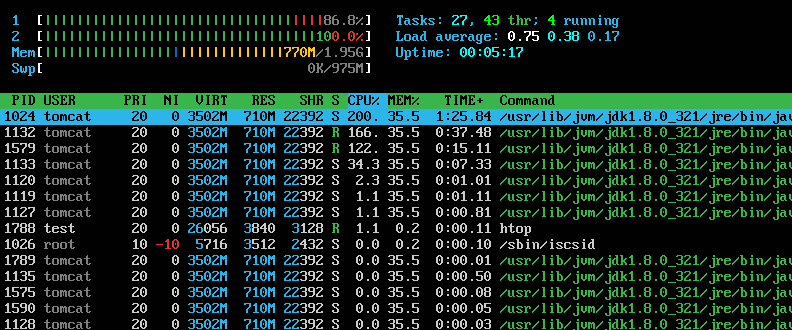 1 [||||||||||||||||||||||||||||||||||86.8%] Tasks: 27, 43 thr; 4 running
2 [|||||||||||||||||||||||||||||||||100.0%] Load average: 0.75 0.38 0.17
Mem[||||||||||||||||||||||||||||||770M/1.95G] Uptime: 00:05:17
Swp[ 0K/975M]
PID USER PRI NI VIRT RES SHR S CPU% MEM% TIME+ Command
1024 tomcat 20 0 3502M 710M 22392 S 200. 35.5 1:25.84 /usr/lib/jvm/jdk1.8.0_321/jre/bin/jav
1132 tomcat 20 0 3502M 710M 22392 R 166. 35.5 0:37.48 /usr/lib/jvm/jdk1.8.0_321/jre/bin/jav
1579 tomcat 20 0 3502M 710M 22392 R 122. 35.5 0:15.11 /usr/lib/jvm/jdk1.8.0_321/jre/bin/jav
1133 tomcat 20 0 3502M 710M 22392 S 34.3 35.5 0:07.33 /usr/lib/jvm/jdk1.8.0_321/jre/bin/jav
1120 tomcat 20 0 3502M 710M 22392 S 2.3 35.5 0:01.01 /usr/lib/jvm/jdk1.8.0_321/jre/bin/jav
1119 tomcat 20 0 3502M 710M 22392 S 1.1 35.5 0:01.11 /usr/lib/jvm/jdk1.8.0_321/jre/bin/jav
1127 tomcat 20 0 3502M 710M 22392 S 1.1 35.5 0:00.81 /usr/lib/jvm/jdk1.8.0_321/jre/bin/jav
1788 test 20 0 26056 3840 3128 R 1.1 0.2 0:00.10 htop
1026 root 10 -10 5716 3512 2432 S 0.0 0.2 0:00.00 /sbin/iscsid
1789 tomcat 20 0 3502M 710M 22392 S 0.0 35.5 0:00.01 /usr/lib/jvm/jdk1.8.0_321/jre/bin/jav
1135 tomcat 20 0 3502M 710M 22392 S 0.0 35.5 0:00.50 /usr/lib/jvm/jdk1.8.0_321/jre/bin/jav
1575 tomcat 20 0 3502M 710M 22392 S 0.0 35.5 0:00.08 /usr/lib/jvm/jdk1.8.0_321/jre/bin/jav
1590 tomcat 20 0 3502M 710M 22392 S 0.0 35.5 0:00.05 /usr/lib/jvm/jdk1.8.0_321/jre/bin/jav
1128 tomcat 20 0 3502M 710M 22392 S 0.0 35.5 0:00.03 /usr/lib/jvm/jdk1.8.0_321/jre/bin/jav